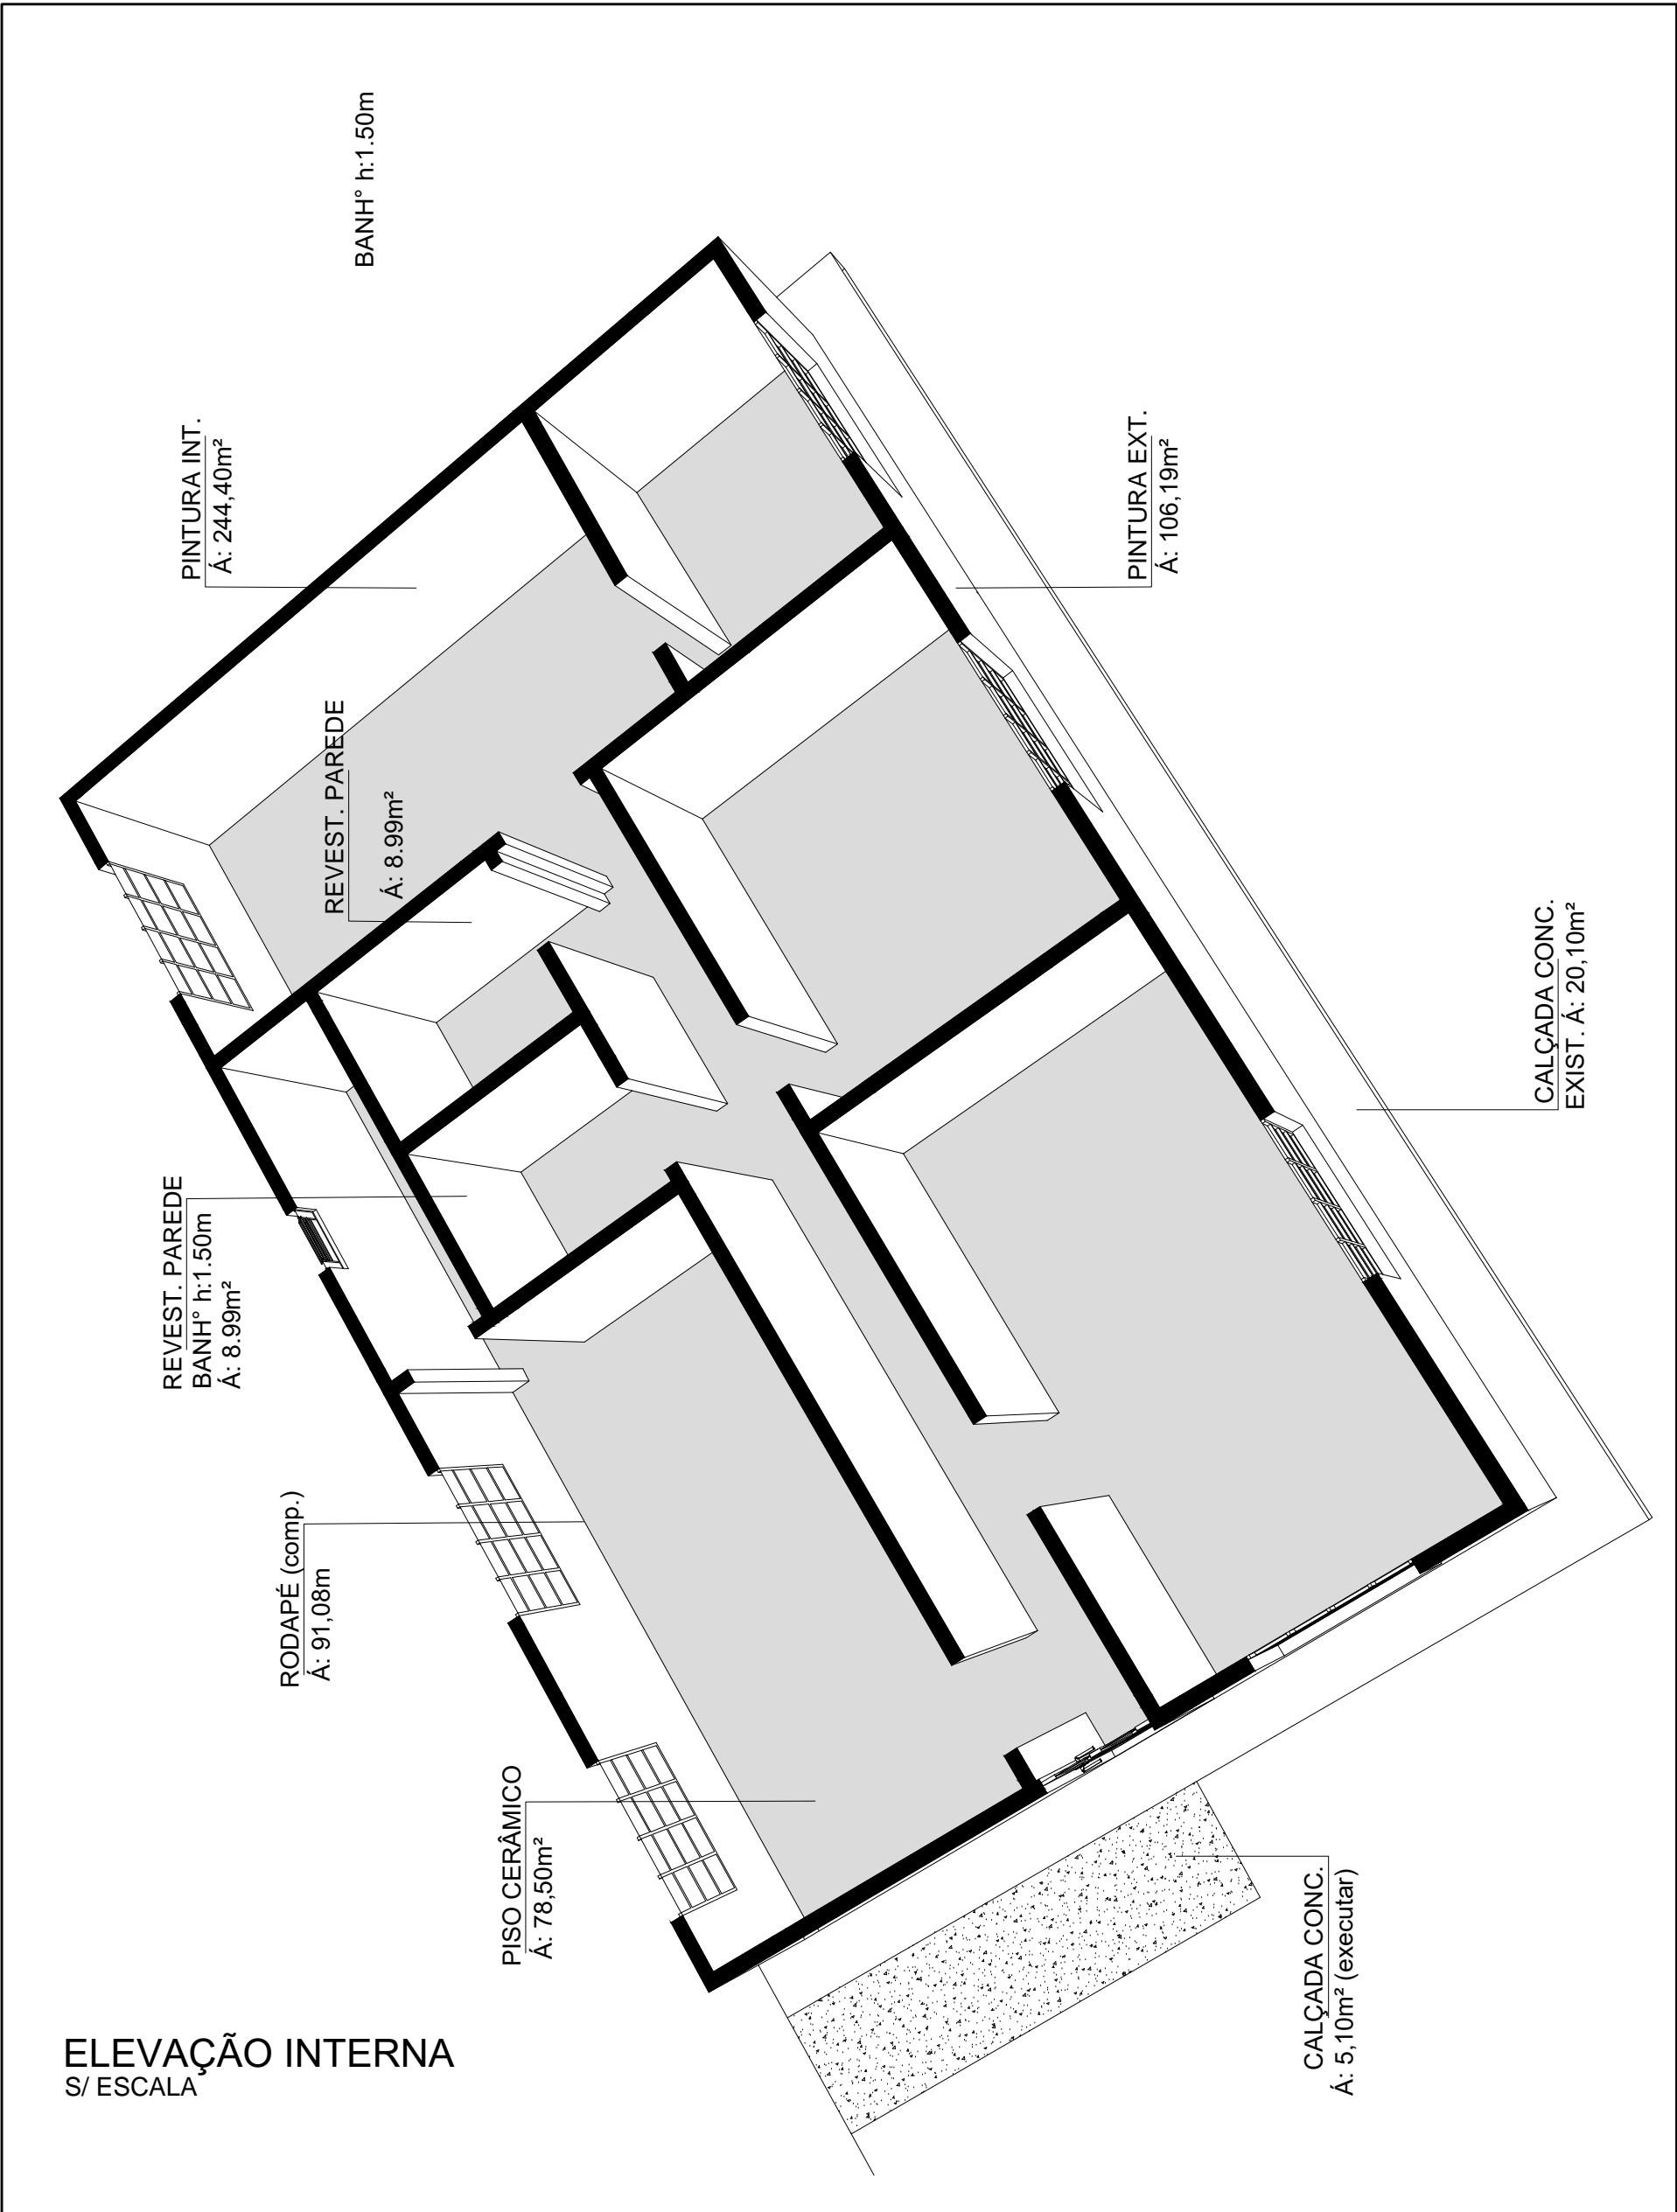 BANH° h:1.50m
PINTURA INT.
Á: 244,40m²
PINTURA EXT.
Á: 106,19m²
REVEST. PAREDE
Á: 8.99m²
CALÇADA CONC.
EXIST. Á: 20,10m²
REVEST. PAREDE
BANH° h:1.50m
Á: 8.99m²
RODAPÉ (comp.)
Á: 91,08m
PISO CERÂMICO
Á: 78,50m²
CALÇADA CONC.
Á: 5,10m² (executar)
ELEVAÇÃO INTERNA
S/ ESCALA